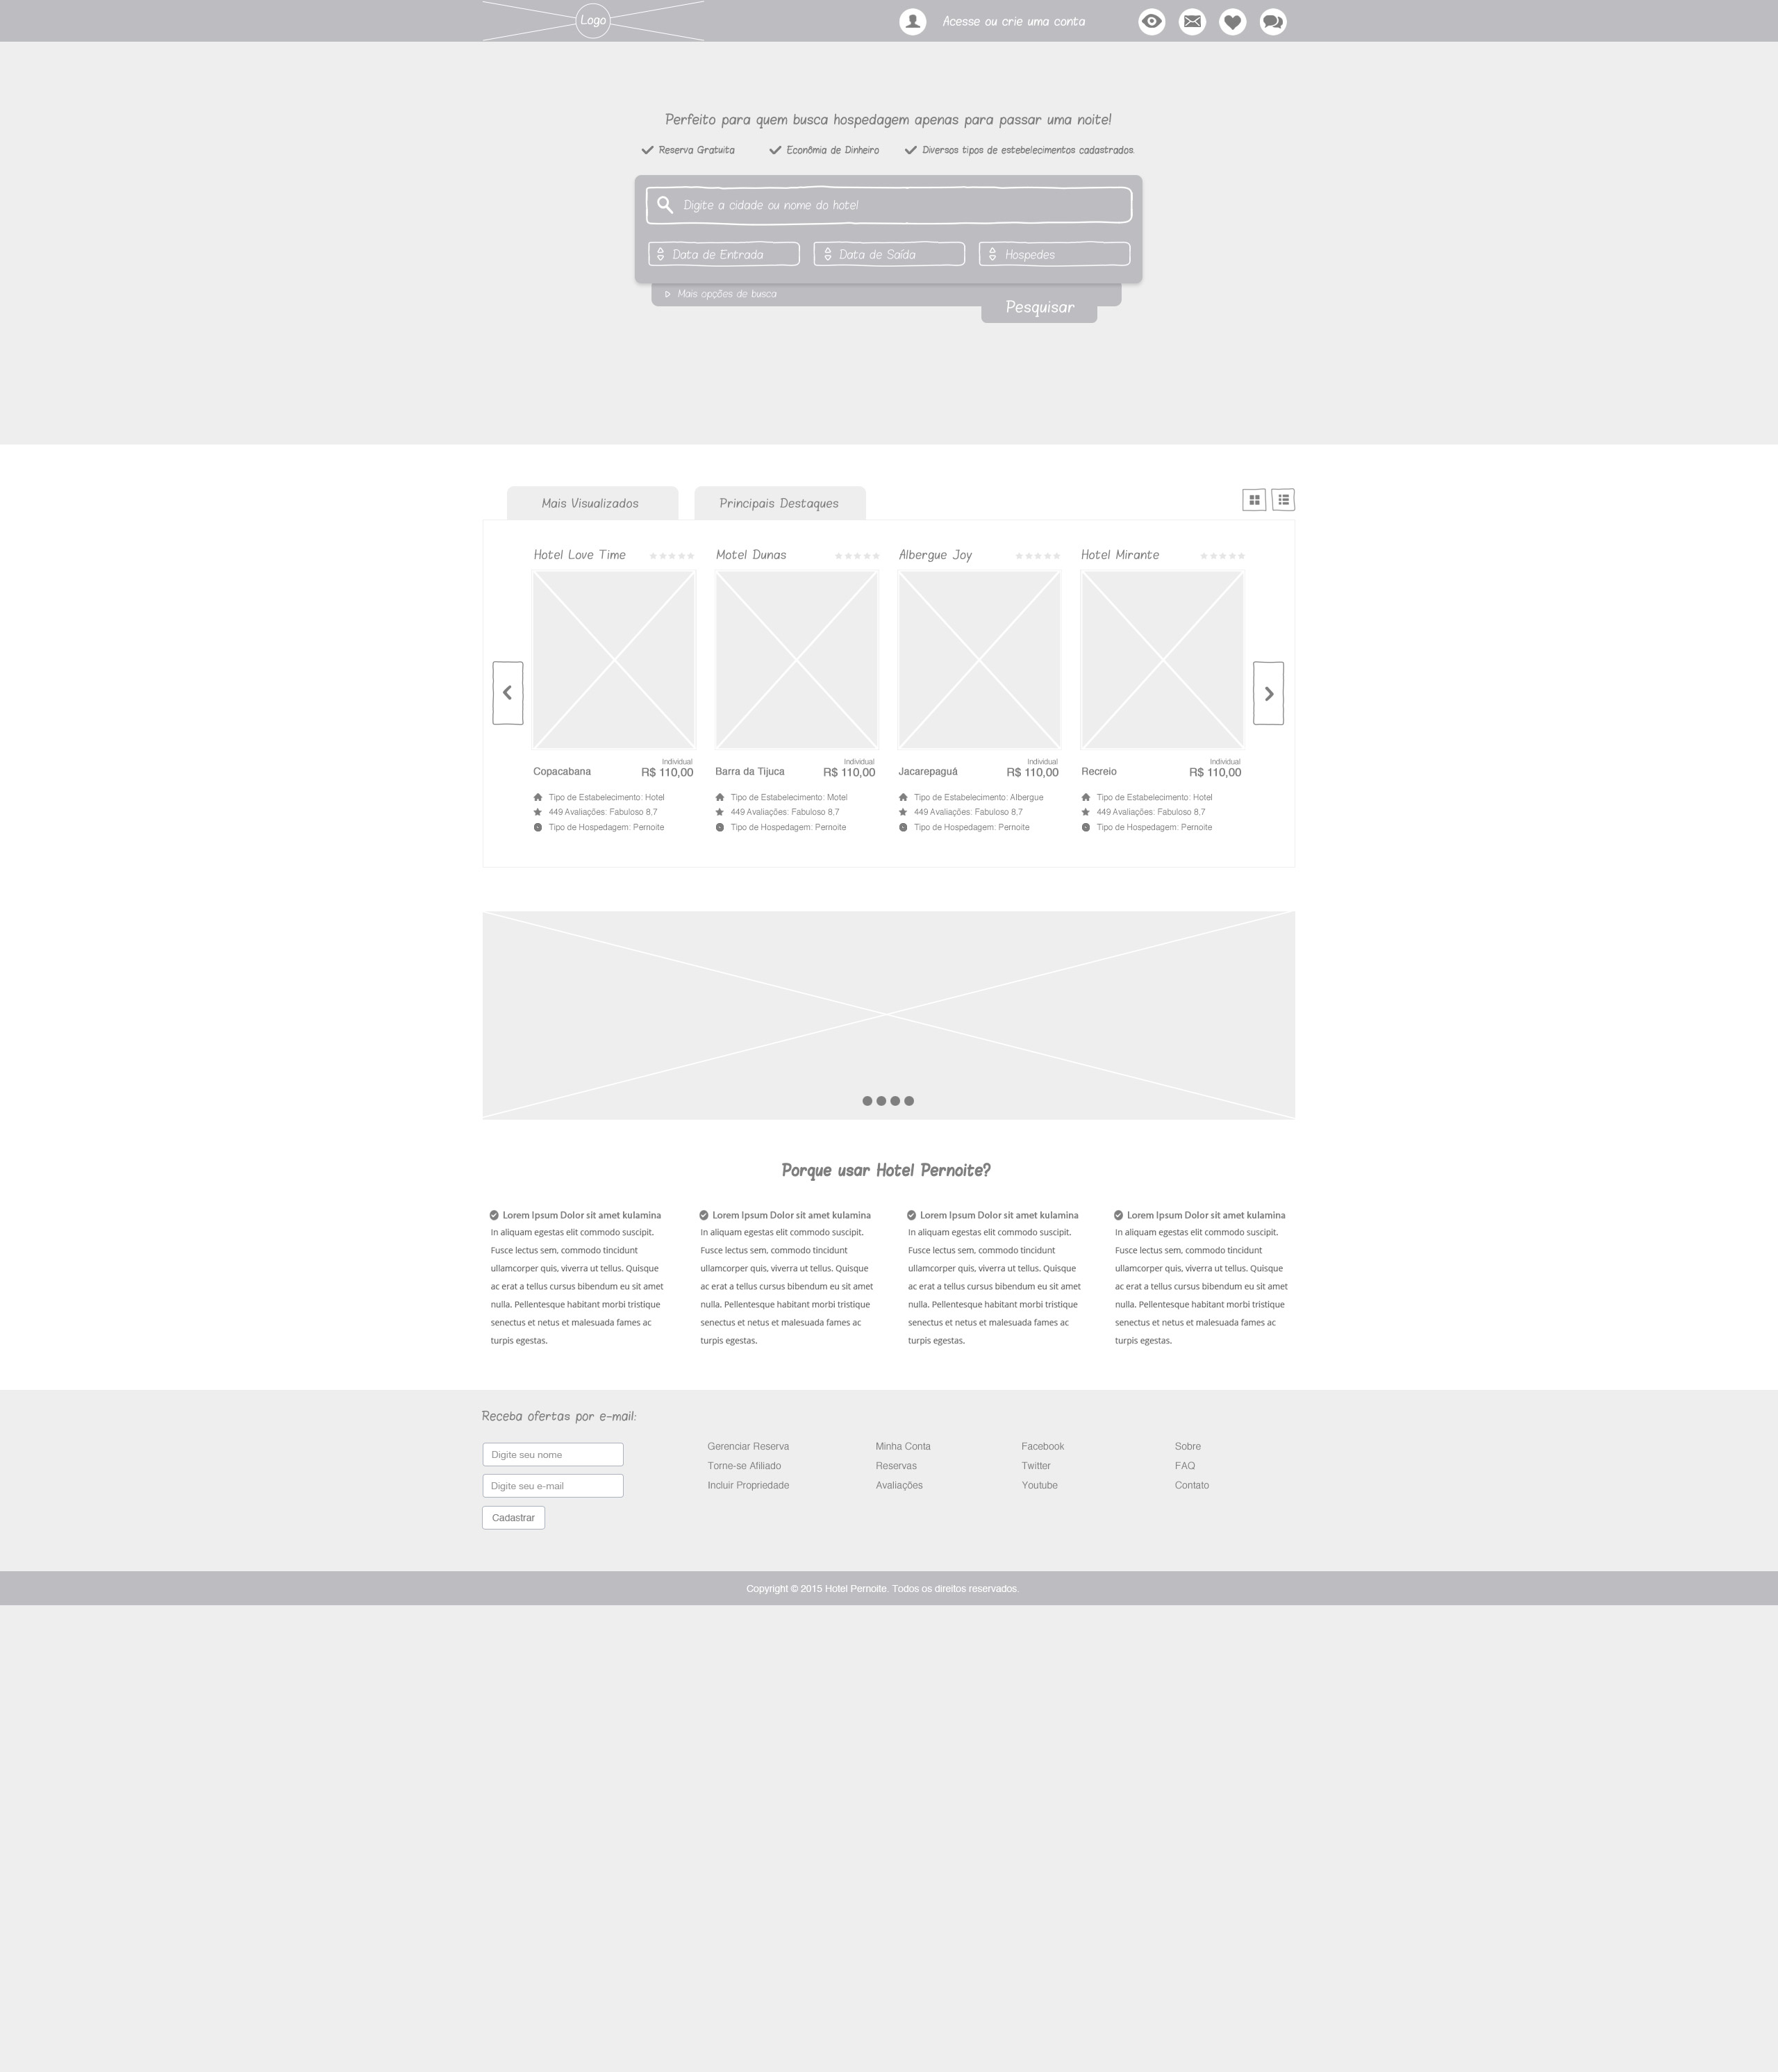 Logo
Acesse ou crie uma conta
Perfeito para quem busca hospedagem apenas para passar uma noite!
Reserva Gratuita Econômia de Dinheiro Diversos tipos de estebelecimentos cadastrados.
Digite a cidade ou nome do hotel
Data de Entrada Data de Saída Hospedes
Mais opções de busca
Pesquisar
Mais Visualizados Principais Destaques
Hotel Love Time Motel Dunas Albergue Joy Hotel Mirante
Individual Individual Individual Individual
Copacabana R$ 110,00 Barra da Tijuca R$ 110,00 Jacarepaguá R$ 110,00 Recreio R$ 110,00
Tipo de Estabelecimento: Hotel Tipo de Estabelecimento: Motel Tipo de Estabelecimento: Albergue Tipo de Estabelecimento: Hotel
449 Avaliações: Fabuloso 8,7 449 Avaliações: Fabuloso 8,7 449 Avaliações: Fabuloso 8,7 449 Avaliações: Fabuloso 8,7
Tipo de Hospedagem: Pernoite Tipo de Hospedagem: Pernoite Tipo de Hospedagem: Pernoite Tipo de Hospedagem: Pernoite
Porque usar Hotel Pernoite?
Lorem Ipsum Dolor sit amet kulamina
In aliquam egestas elit commodo suscipit.
Fusce lectus sem, commodo tincidunt
ullamcorper quis, viverra ut tellus. Quisque
ac erat a tellus cursus bibendum eu sit amet
nulla. Pellentesque habitant morbi tristique
senectus et netus et malesuada fames ac
turpis egestas.
Lorem Ipsum Dolor sit amet kulamina
In aliquam egestas elit commodo suscipit.
Fusce lectus sem, commodo tincidunt
ullamcorper quis, viverra ut tellus. Quisque
ac erat a tellus cursus bibendum eu sit amet
nulla. Pellentesque habitant morbi tristique
senectus et netus et malesuada fames ac
turpis egestas.
Lorem Ipsum Dolor sit amet kulamina
In aliquam egestas elit commodo suscipit.
Fusce lectus sem, commodo tincidunt
ullamcorper quis, viverra ut tellus. Quisque
ac erat a tellus cursus bibendum eu sit amet
nulla. Pellentesque habitant morbi tristique
senectus et netus et malesuada fames ac
turpis egestas.
Lorem Ipsum Dolor sit amet kulamina
In aliquam egestas elit commodo suscipit.
Fusce lectus sem, commodo tincidunt
ullamcorper quis, viverra ut tellus. Quisque
ac erat a tellus cursus bibendum eu sit amet
nulla. Pellentesque habitant morbi tristique
senectus et netus et malesuada fames ac
turpis egestas.
Receba ofertas por e-mail:
Digite seu nome
Digite seu e-mail
Cadastrar
Gerenciar Reserva
Torne-se Afiliado
Incluir Propriedade
Minha Conta
Reservas
Avaliações
Facebook
Twitter
Youtube
Sobre
FAQ
Contato
Copyright © 2015 Hotel Pernoite. Todos os direitos reservados.